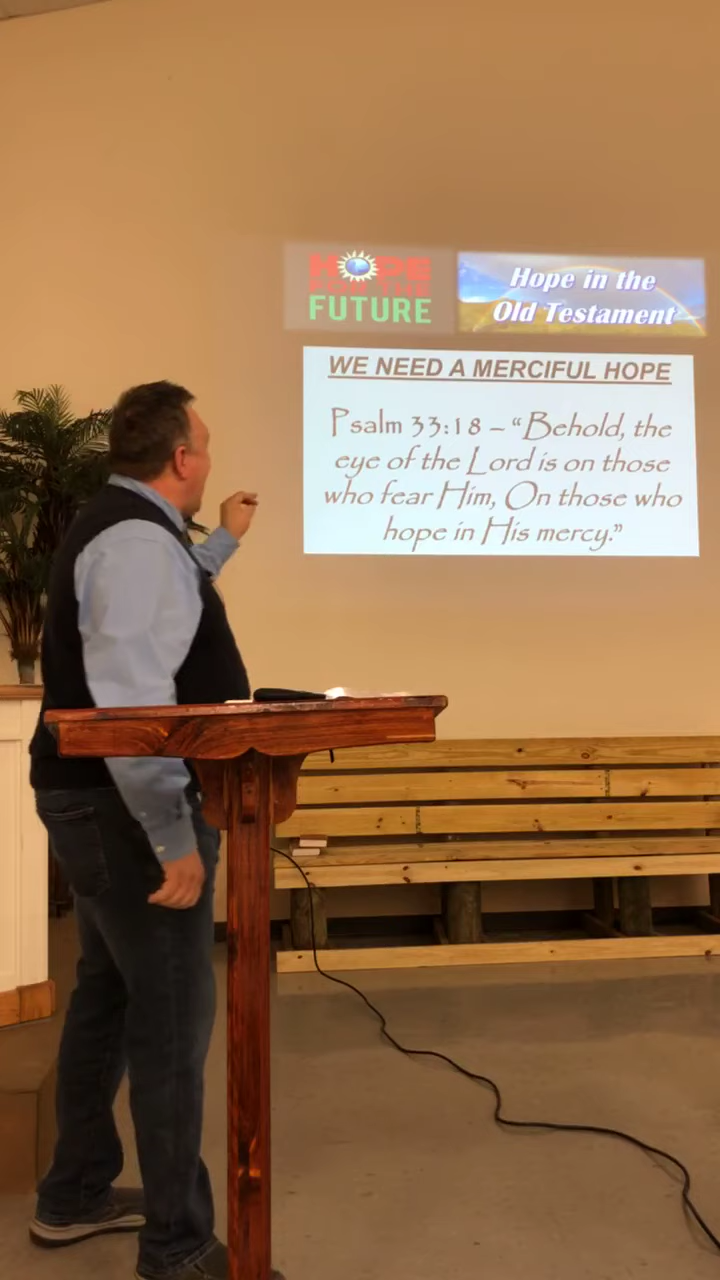 HOPE
FOR THE
FUTURE
Hope in the
Old Testament
WE NEED A MERCIFUL HOPE
Psalm 33:18 – “Behold, the
eye of the Lord is on those
who fear Him, On those who
hope in His mercy.”